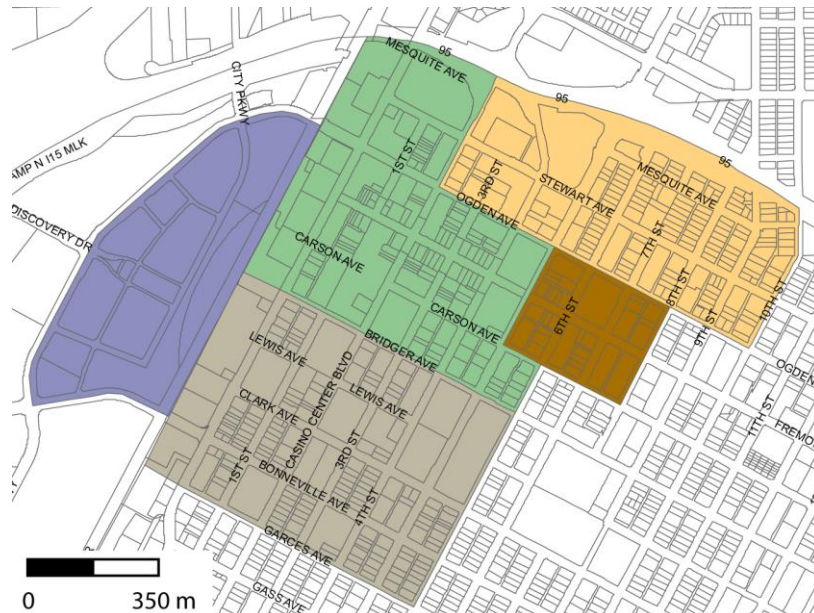 95
MESQUITE AVE
CITY PKWY
95
AMP N I15 MLK
1ST ST
3RD ST
STEWART AVE
MESQUITE AVE
95
DISCOVERY DR
OGDEN AVE
7TH ST
CARSON AVE
8TH ST
10TH ST
6TH ST
CARSON AVE
9TH ST
BRIDGER AVE
LEWIS AVE
OGDEN
CASINO CENTER BLVD
LEWIS AVE
11TH ST
FREMO
CLARK AVE
3RD ST
1ST ST
BONNEVILLE AVE
4TH ST
GARCES AVE
GASS AVE
0 350 m